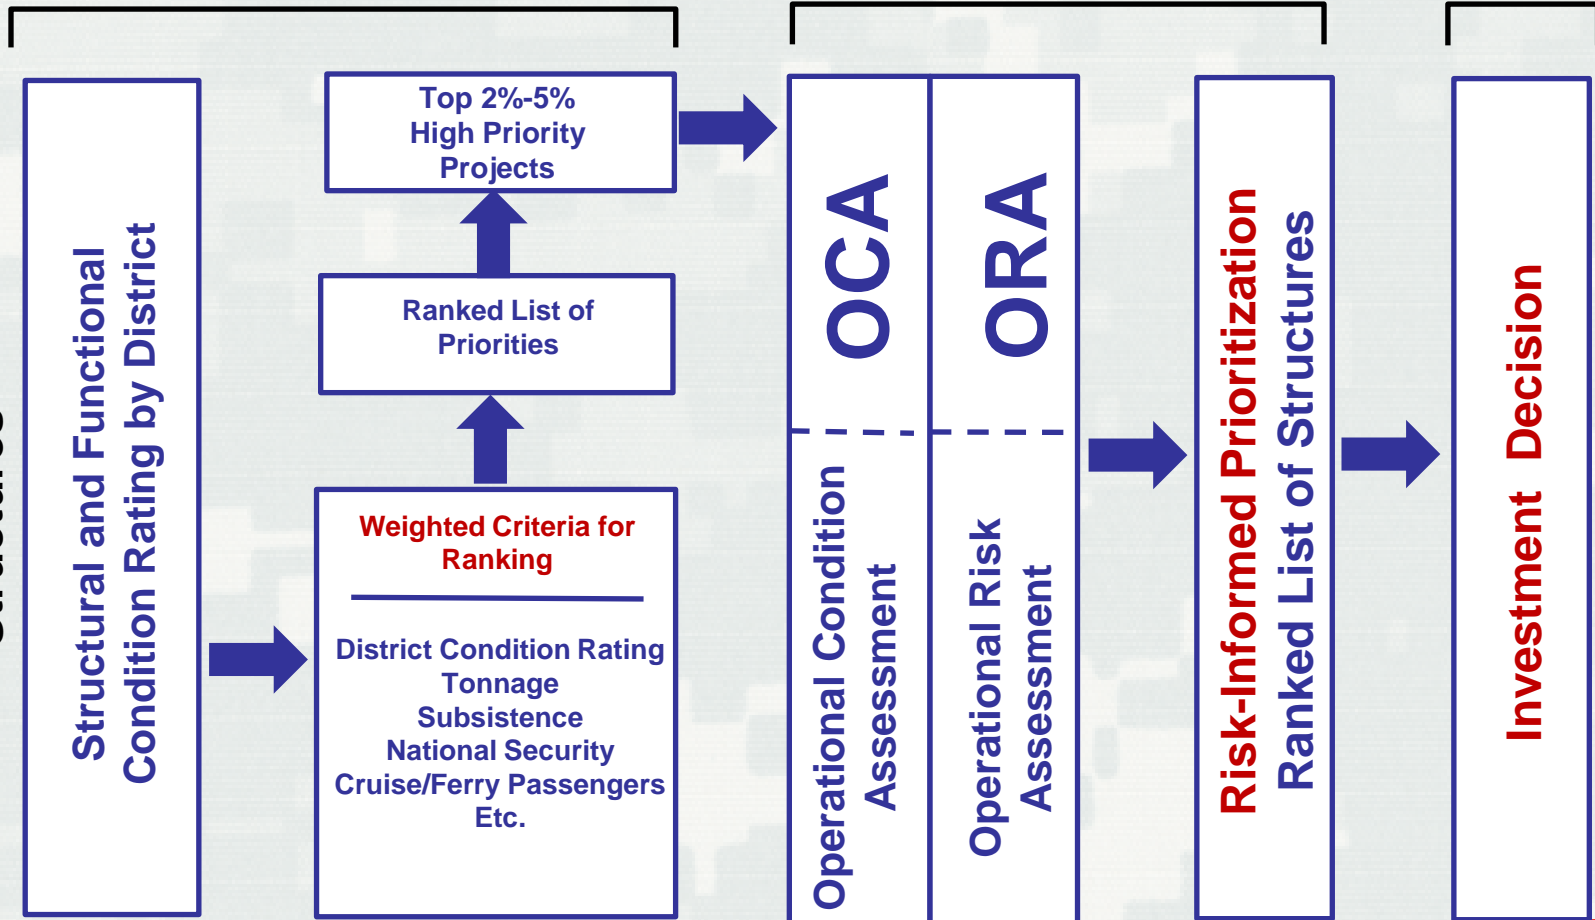 Structural and Functional
Condition Rating by District
Top 2%-5%
High Priority
Projects
Ranked List of
Priorities
Weighted Criteria for
Ranking
District Condition Rating
Tonnage
Subsistence
National Security
Cruise/Ferry Passengers
Etc.
OCA
Operational Condition
Assessment
ORA
Operational Risk
Assessment
Risk-Informed Prioritization
Ranked List of Structures
Investment Decision